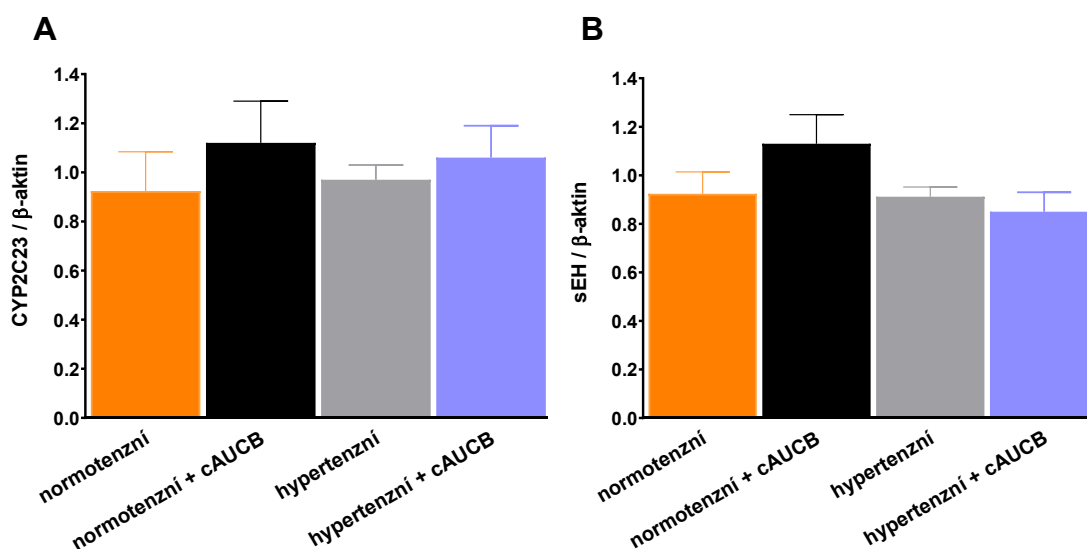 A
CYP2C23 / β-aktin
1.4
1.2
1.0
0.8
0.6
0.4
0.2
0.0
normotenzní
normotenzní + cAUCB
hypertenzní
hypertenzní + cAUCB
B
sEH / β-aktin
1.4
1.2
1.0
0.8
0.6
0.4
0.2
0.0
normotenzní
normotenzní + cAUCB
hypertenzní
hypertenzní + cAUCB